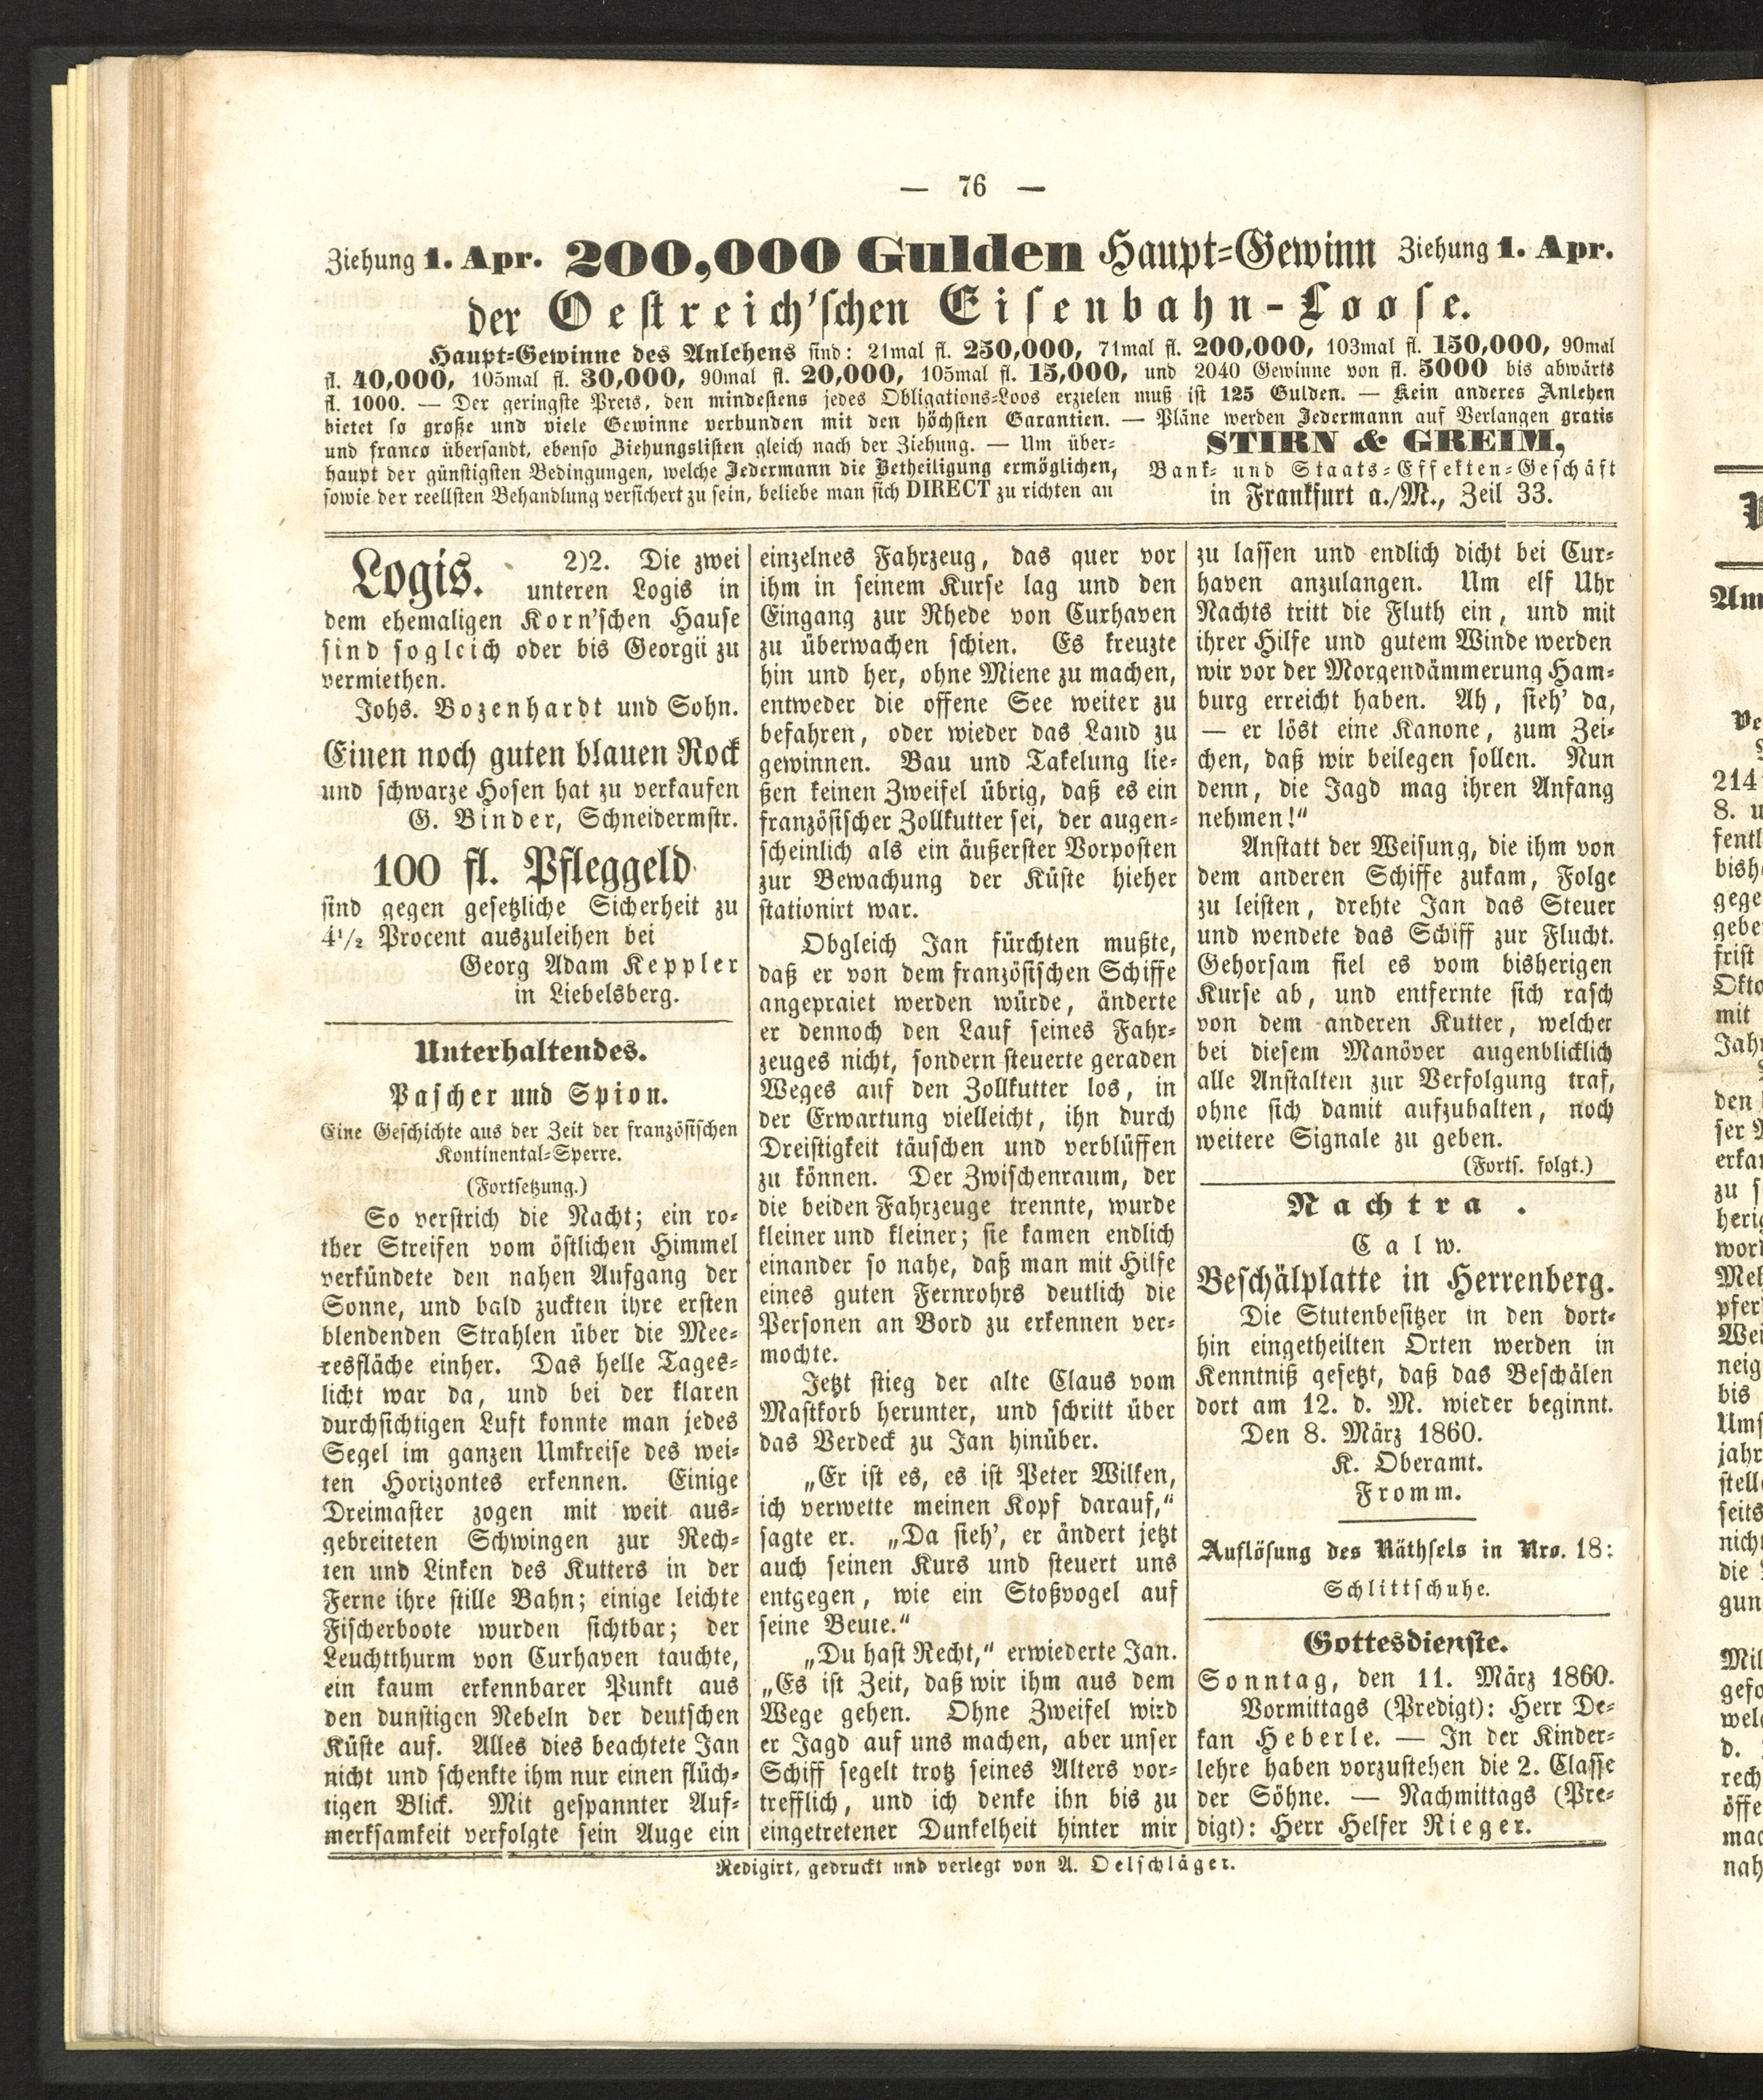 — 76 —
Ziehung 1. Apr. 200,000 Gulden Haupt-Gewinn Ziehung 1. Apr.
der Oestreich'schen Eisenbahn-Loose.
Haupt-Gewinne des Anlehens sind: 21mal fl. 250,000, 71mal fl. 200,000, 103mal fl. 150,000, 90mal
fl. 40,000, 105mal fl. 30,000, 90mal fl. 20,000, 105mal fl. 15,000, und 2040 Gewinne von fl. 5000 bis abwärts
fl. 1000. — Der geringste Preis, den mindestens jedes Obligations-Loos erzielen muß ist 125 Gulden. — Kein anderes Anlehen
bietet so große und viele Gewinne verbunden mit den höchsten Garantien. — Pläne werden Jedermann auf Verlangen gratis
und franco übersandt, ebenso Ziehungslisten gleich nach der Ziehung. — Um über-
haupt der günstigsten Bedingungen, welche Jedermann die Betheiligung ermöglichen,
sowie der reellsten Behandlung versichert zu sein, beliebe man sich DIRECT zu richten an
STIRN & GREIM,
Bank- und Staats-Effekten-Geschäft
in Frankfurt a./M., Zeil 33.
Logis. 2)2. Die zwei
unteren Logis in
dem ehemaligen Korn'schen Hause
sind sogleich oder bis Georgii zu
vermiethen.
Johs. Bozenhardt und Sohn.
Einen noch guten blauen Rock
und schwarze Hosen hat zu verkaufen
G. Binder, Schneidermstr.
100 fl. Pfleggeld
sind gegen gesetzliche Sicherheit zu
4¹/₂ Procent auszuleihen bei
Georg Adam Keppler
in Liebelsberg.
Unterhaltendes.
Pascher und Spion.
Eine Geschichte aus der Zeit der französischen
Kontinental-Sperre.
(Fortsetzung.)
So verstrich die Nacht; ein ro-
ther Streifen vom östlichen Himmel
verkündete den nahen Aufgang der
Sonne, und bald zuckten ihre ersten
blendenden Strahlen über die Mee-
resfläche einher. Das helle Tages-
licht war da, und bei der klaren
durchsichtigen Luft konnte man jedes
Segel im ganzen Umkreise des wei-
ten Horizontes erkennen. Einige
Dreimaster zogen mit weit aus-
gebreiteten Schwingen zur Rech-
ten und Linken des Kutters in der
Ferne ihre stille Bahn; einige leichte
Fischerboote wurden sichtbar; der
Leuchtthurm von Curhaven tauchte,
ein kaum erkennbarer Punkt aus
den dunstigen Nebeln der deutschen
Küste auf. Alles dies beachtete Jan
nicht und schenkte ihm nur einen flüch-
tigen Blick. Mit gespannter Auf-
merksamkeit verfolgte sein Auge ein
einzelnes Fahrzeug, das quer vor
ihm in seinem Kurse lag und den
Eingang zur Rhede von Curhaven
zu überwachen schien. Es kreuzte
hin und her, ohne Miene zu machen,
entweder die offene See weiter zu
befahren, oder wieder das Land zu
gewinnen. Bau und Takelung lie-
ßen keinen Zweifel übrig, daß es ein
französischer Zollkutter sei, der augen-
scheinlich als ein äußerster Vorposten
zur Bewachung der Küste hieher
stationirt war.
Obgleich Jan fürchten mußte,
daß er von dem französischen Schiffe
angepraiet werden würde, änderte
er dennoch den Lauf seines Fahr-
zeuges nicht, sondern steuerte geraden
Weges auf den Zollkutter los, in
der Erwartung vielleicht, ihn durch
Dreistigkeit täuschen und verblüffen
zu können. Der Zwischenraum, der
die beiden Fahrzeuge trennte, wurde
kleiner und kleiner; sie kamen endlich
einander so nahe, daß man mit Hilfe
eines guten Fernrohrs deutlich die
Personen an Bord zu erkennen ver-
mochte.
Jetzt stieg der alte Claus vom
Mastkorb herunter, und schritt über
das Verdeck zu Jan hinüber.
„Er ist es, es ist Peter Wilken,
ich verwette meinen Kopf darauf,“
sagte er. „Da sieh', er ändert jetzt
auch seinen Kurs und steuert uns
entgegen, wie ein Stoßvogel auf
seine Beute.“
„Du hast Recht,“ erwiederte Jan.
„Es ist Zeit, daß wir ihm aus dem
Wege gehen. Ohne Zweifel wird
er Jagd auf uns machen, aber unser
Schiff segelt trotz seines Alters vor-
trefflich, und ich denke ihn bis zu
eingetretener Dunkelheit hinter mir
zu lassen und endlich dicht bei Cur-
haven anzulangen. Um elf Uhr
Nachts tritt die Fluth ein, und mit
ihrer Hilfe und gutem Winde werden
wir vor der Morgendämmerung Ham-
burg erreicht haben. Ah, sieh' da,
— er löst eine Kanone, zum Zei-
chen, daß wir beilegen sollen. Nun
denn, die Jagd mag ihren Anfang
nehmen!“
Anstatt der Weisung, die ihm von
dem anderen Schiffe zukam, Folge
zu leisten, drehte Jan das Steuer
und wendete das Schiff zur Flucht.
Gehorsam fiel es vom bisherigen
Kurse ab, und entfernte sich rasch
von dem anderen Kutter, welcher
bei diesem Manöver augenblicklich
alle Anstalten zur Verfolgung traf,
ohne sich damit aufzuhalten, noch
weitere Signale zu geben.
(Forts. folgt.)
Nachtra .
Calw.
Beschälplatte in Herrenberg.
Die Stutenbesitzer in den dort-
hin eingetheilten Orten werden in
Kenntniß gesetzt, daß das Beschälen
dort am 12. d. M. wieder beginnt.
Den 8. März 1860.
K. Oberamt.
Fromm.
Auflösung des Räthsels in Nro. 18:
Schlittschuhe.
Gottesdienste.
Sonntag, den 11. März 1860.
Vormittags (Predigt): Herr De-
kan Heberle. — In der Kinder-
lehre haben vorzustehen die 2. Classe
der Söhne. — Nachmittags (Pre-
digt): Herr Helfer Rieger.
Redigirt, gedruckt und verlegt von A. Oelschläger.